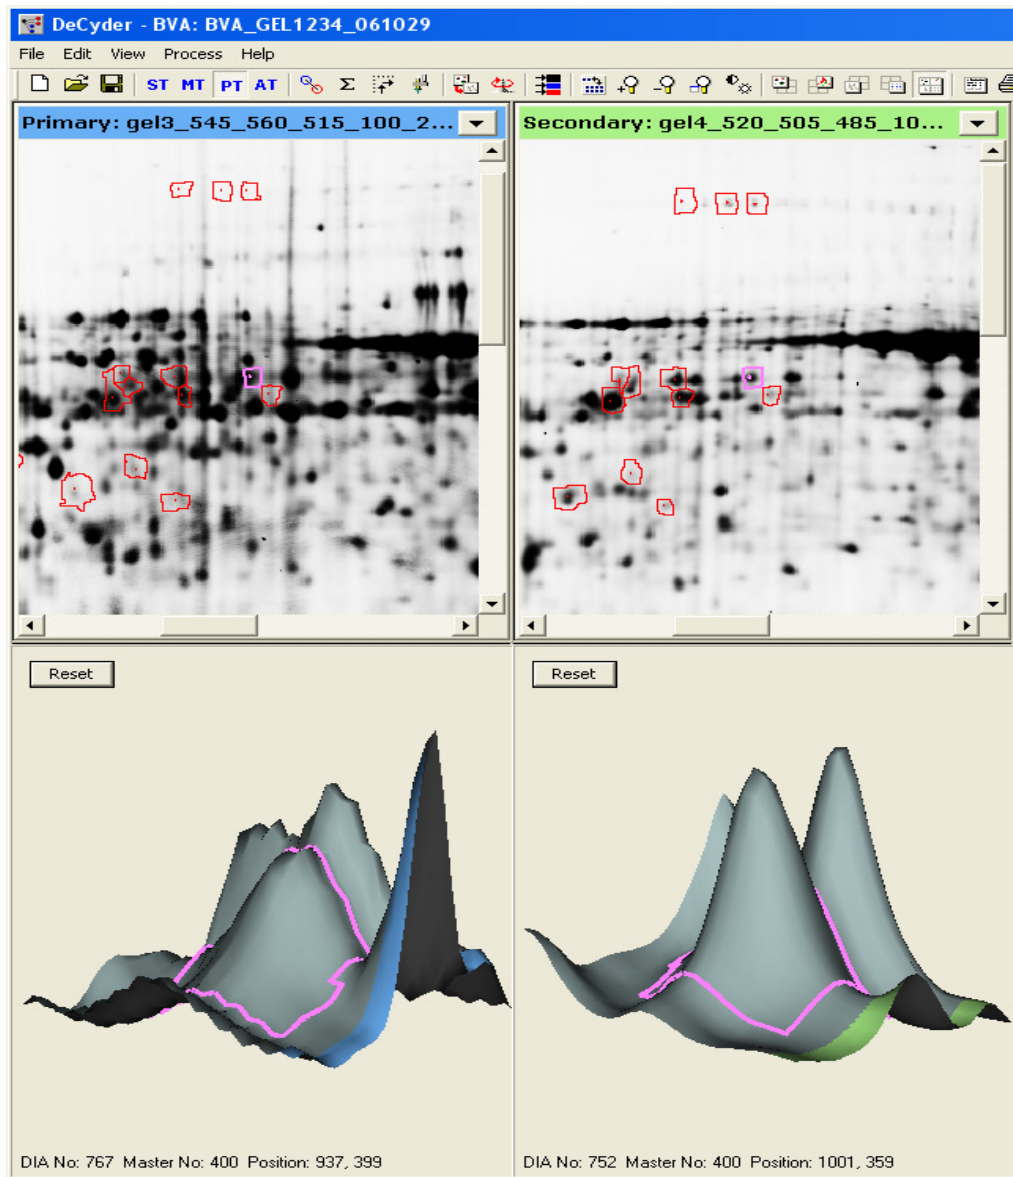 DeCyder - BVA: BVA_GEL1234_061029
File Edit View Process Help
ST MT PT AT Σ
Primary: gel3_545_560_515_100_2...
Secondary: gel4_520_505_485_10...
Reset
Reset
DIA No: 767 Master No: 400 Position: 937, 399
DIA No: 752 Master No: 400 Position: 1001, 359